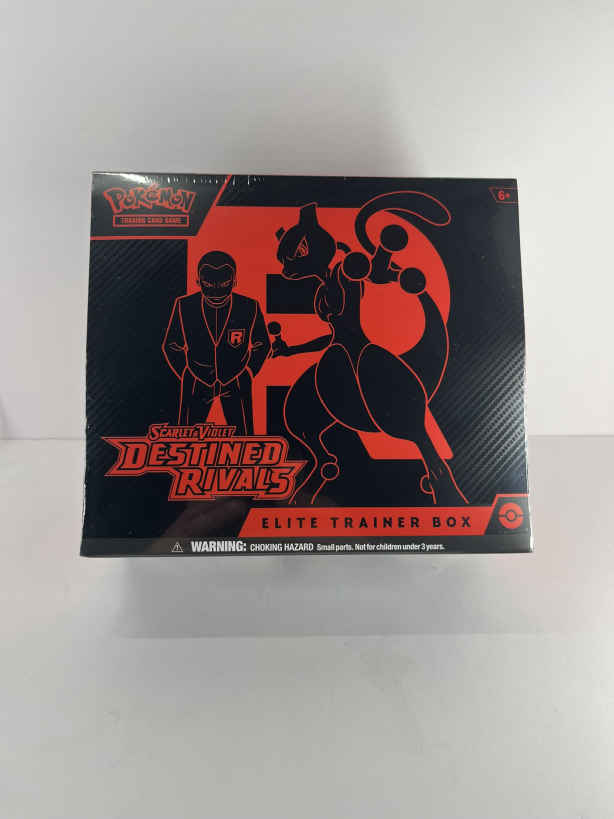 POKÉMON
TRADING CARD GAME
6+
R
SCARLET & VIOLET
DESTINED
RIVALS
ELITE TRAINER BOX
WARNING: CHOKING HAZARD Small parts. Not for children under 3 years.